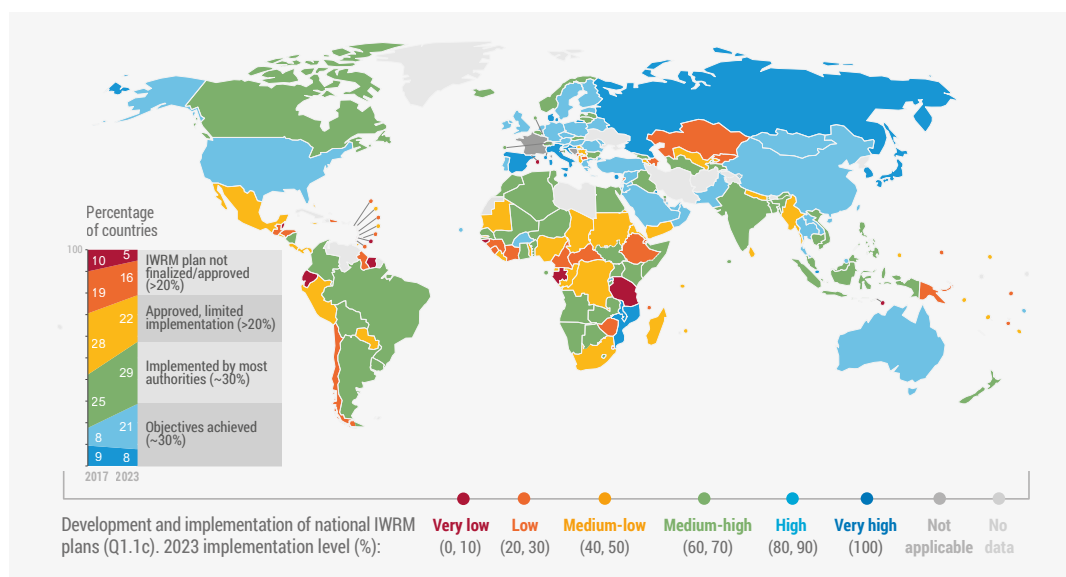 Percentage
of countries
100
10
5
IWRM plan not
finalized/approved
(>20%)
16
19
22
Approved, limited
implementation (>20%)
28
29
Implemented by most
authorities (~30%)
25
21
Objectives achieved
(~30%)
8
9
8
2017 2023
Development and implementation of national IWRM
plans (Q1.1c). 2023 implementation level (%):
Very low
(0, 10)
Low
(20, 30)
Medium-low
(40, 50)
Medium-high
(60, 70)
High
(80, 90)
Very high
(100)
Not
applicable
No
data